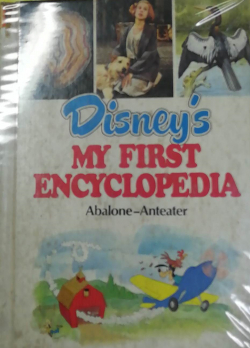 Disney's
MY FIRST
ENCYCLOPEDIA
Abalone-Anteater